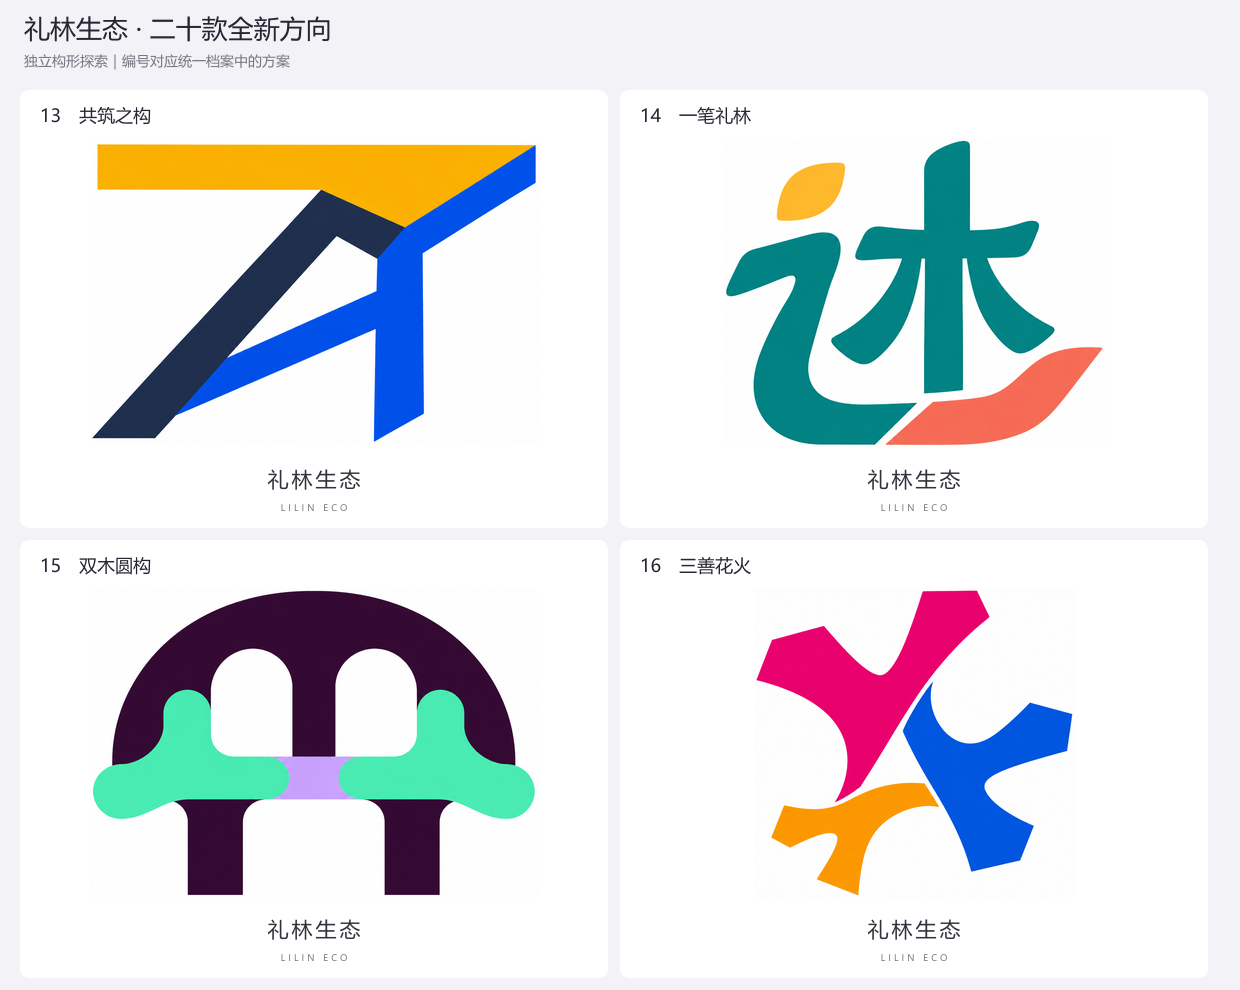 礼林生态 · 二十款全新方向
独立构形探索｜编号对应统一档案中的方案
13 共筑之构
礼林生态
LILIN ECO
14 一笔礼林
礼林生态
LILIN ECO
15 双木圆构
礼林生态
LILIN ECO
16 三善花火
礼林生态
LILIN ECO